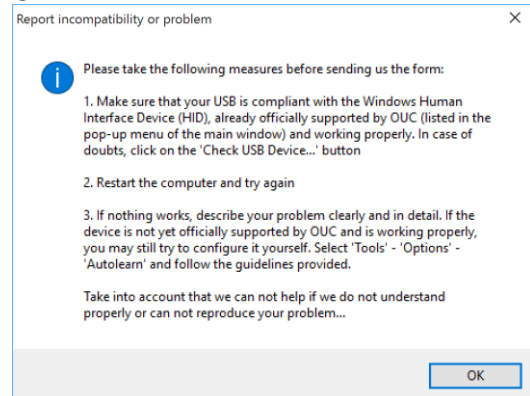 Report incompatibility or problem
Please take the following measures before sending us the form:
1. Make sure that your USB is compliant with the Windows Human
Interface Device (HID), already officially supported by OUC (listed in the
pop-up menu of the main window) and working properly. In case of
doubts, click on the 'Check USB Device...' button
2. Restart the computer and try again
3. If nothing works, describe your problem clearly and in detail. If the
device is not yet officially supported by OUC and is working properly,
you may still try to configure it yourself. Select 'Tools' - 'Options' -
'Autolearn' and follow the guidelines provided.
Take into account that we can not help if we do not understand
properly or can not reproduce your problem...
OK